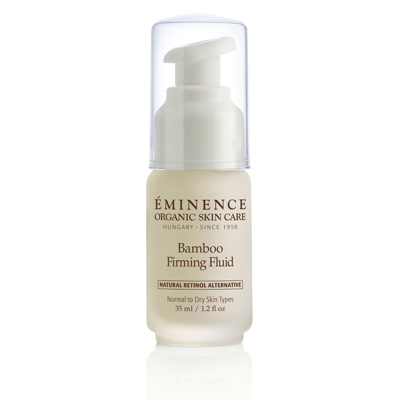 ÉMINENCE
ORGANIC SKIN CARE
HUNGARY - SINCE 1958
Bamboo
Firming Fluid
NATURAL RETINOL ALTERNATIVE
Normal to Dry Skin Types
35 ml / 1.2 fl oz